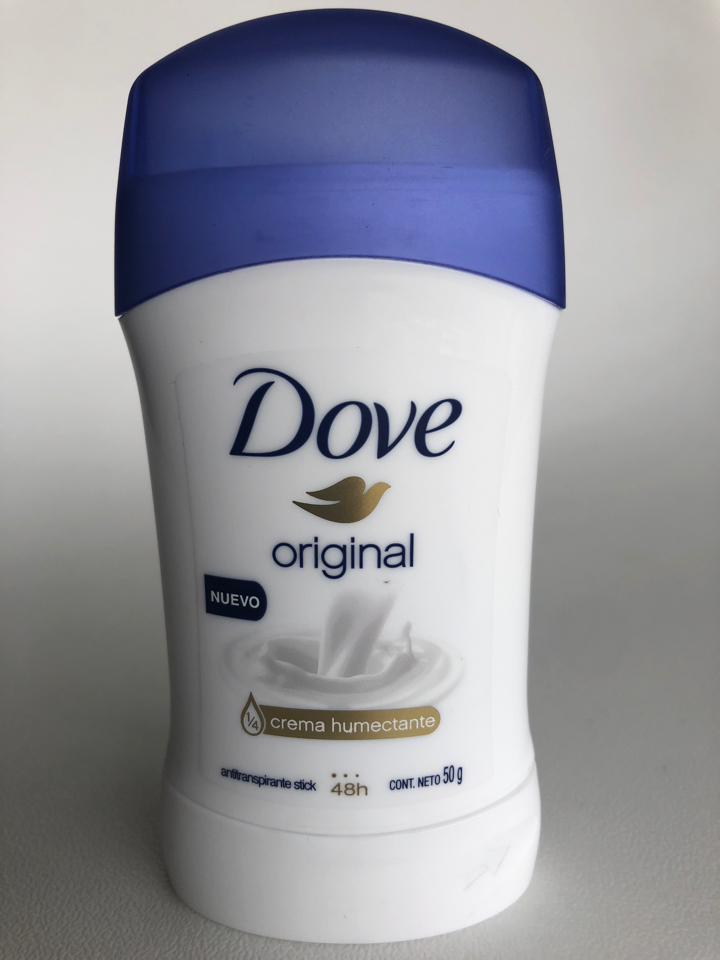 Dove
original
NUEVO
1/4 crema humectante
antitranspirante stick 48h CONT. NETO 50 g